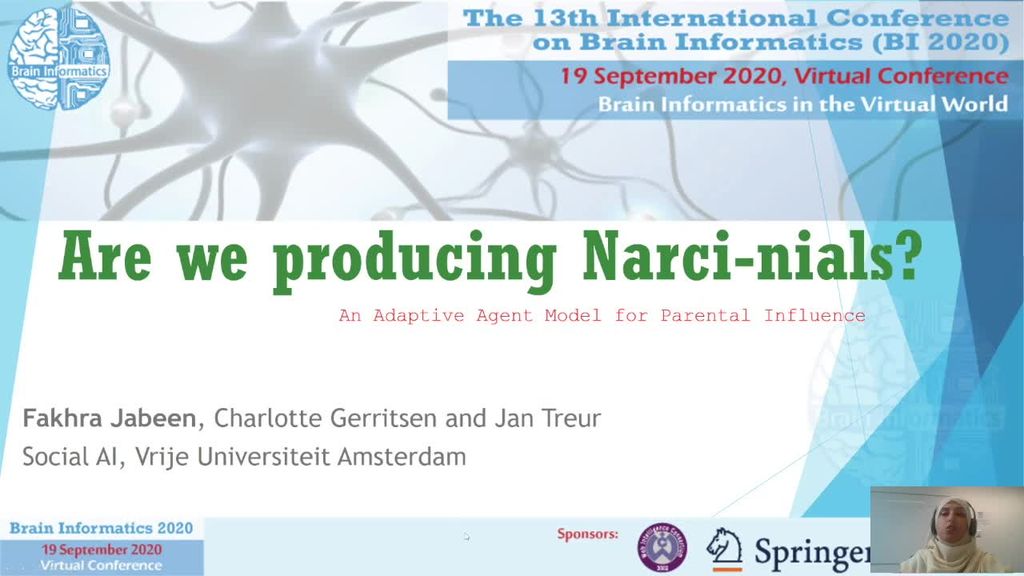 Brain Informatics
The 13th International Conference
on Brain Informatics (BI 2020)
19 September 2020, Virtual Conference
Brain Informatics in the Virtual World
Are we producing Narci-nials?
An Adaptive Agent Model for Parental Influence
Fakhra Jabeen, Charlotte Gerritsen and Jan Treur
Social AI, Vrije Universiteit Amsterdam
Brain Informatics
Brain Informatics 2020
19 September 2020
Virtual Conference
Sponsors:
Springer